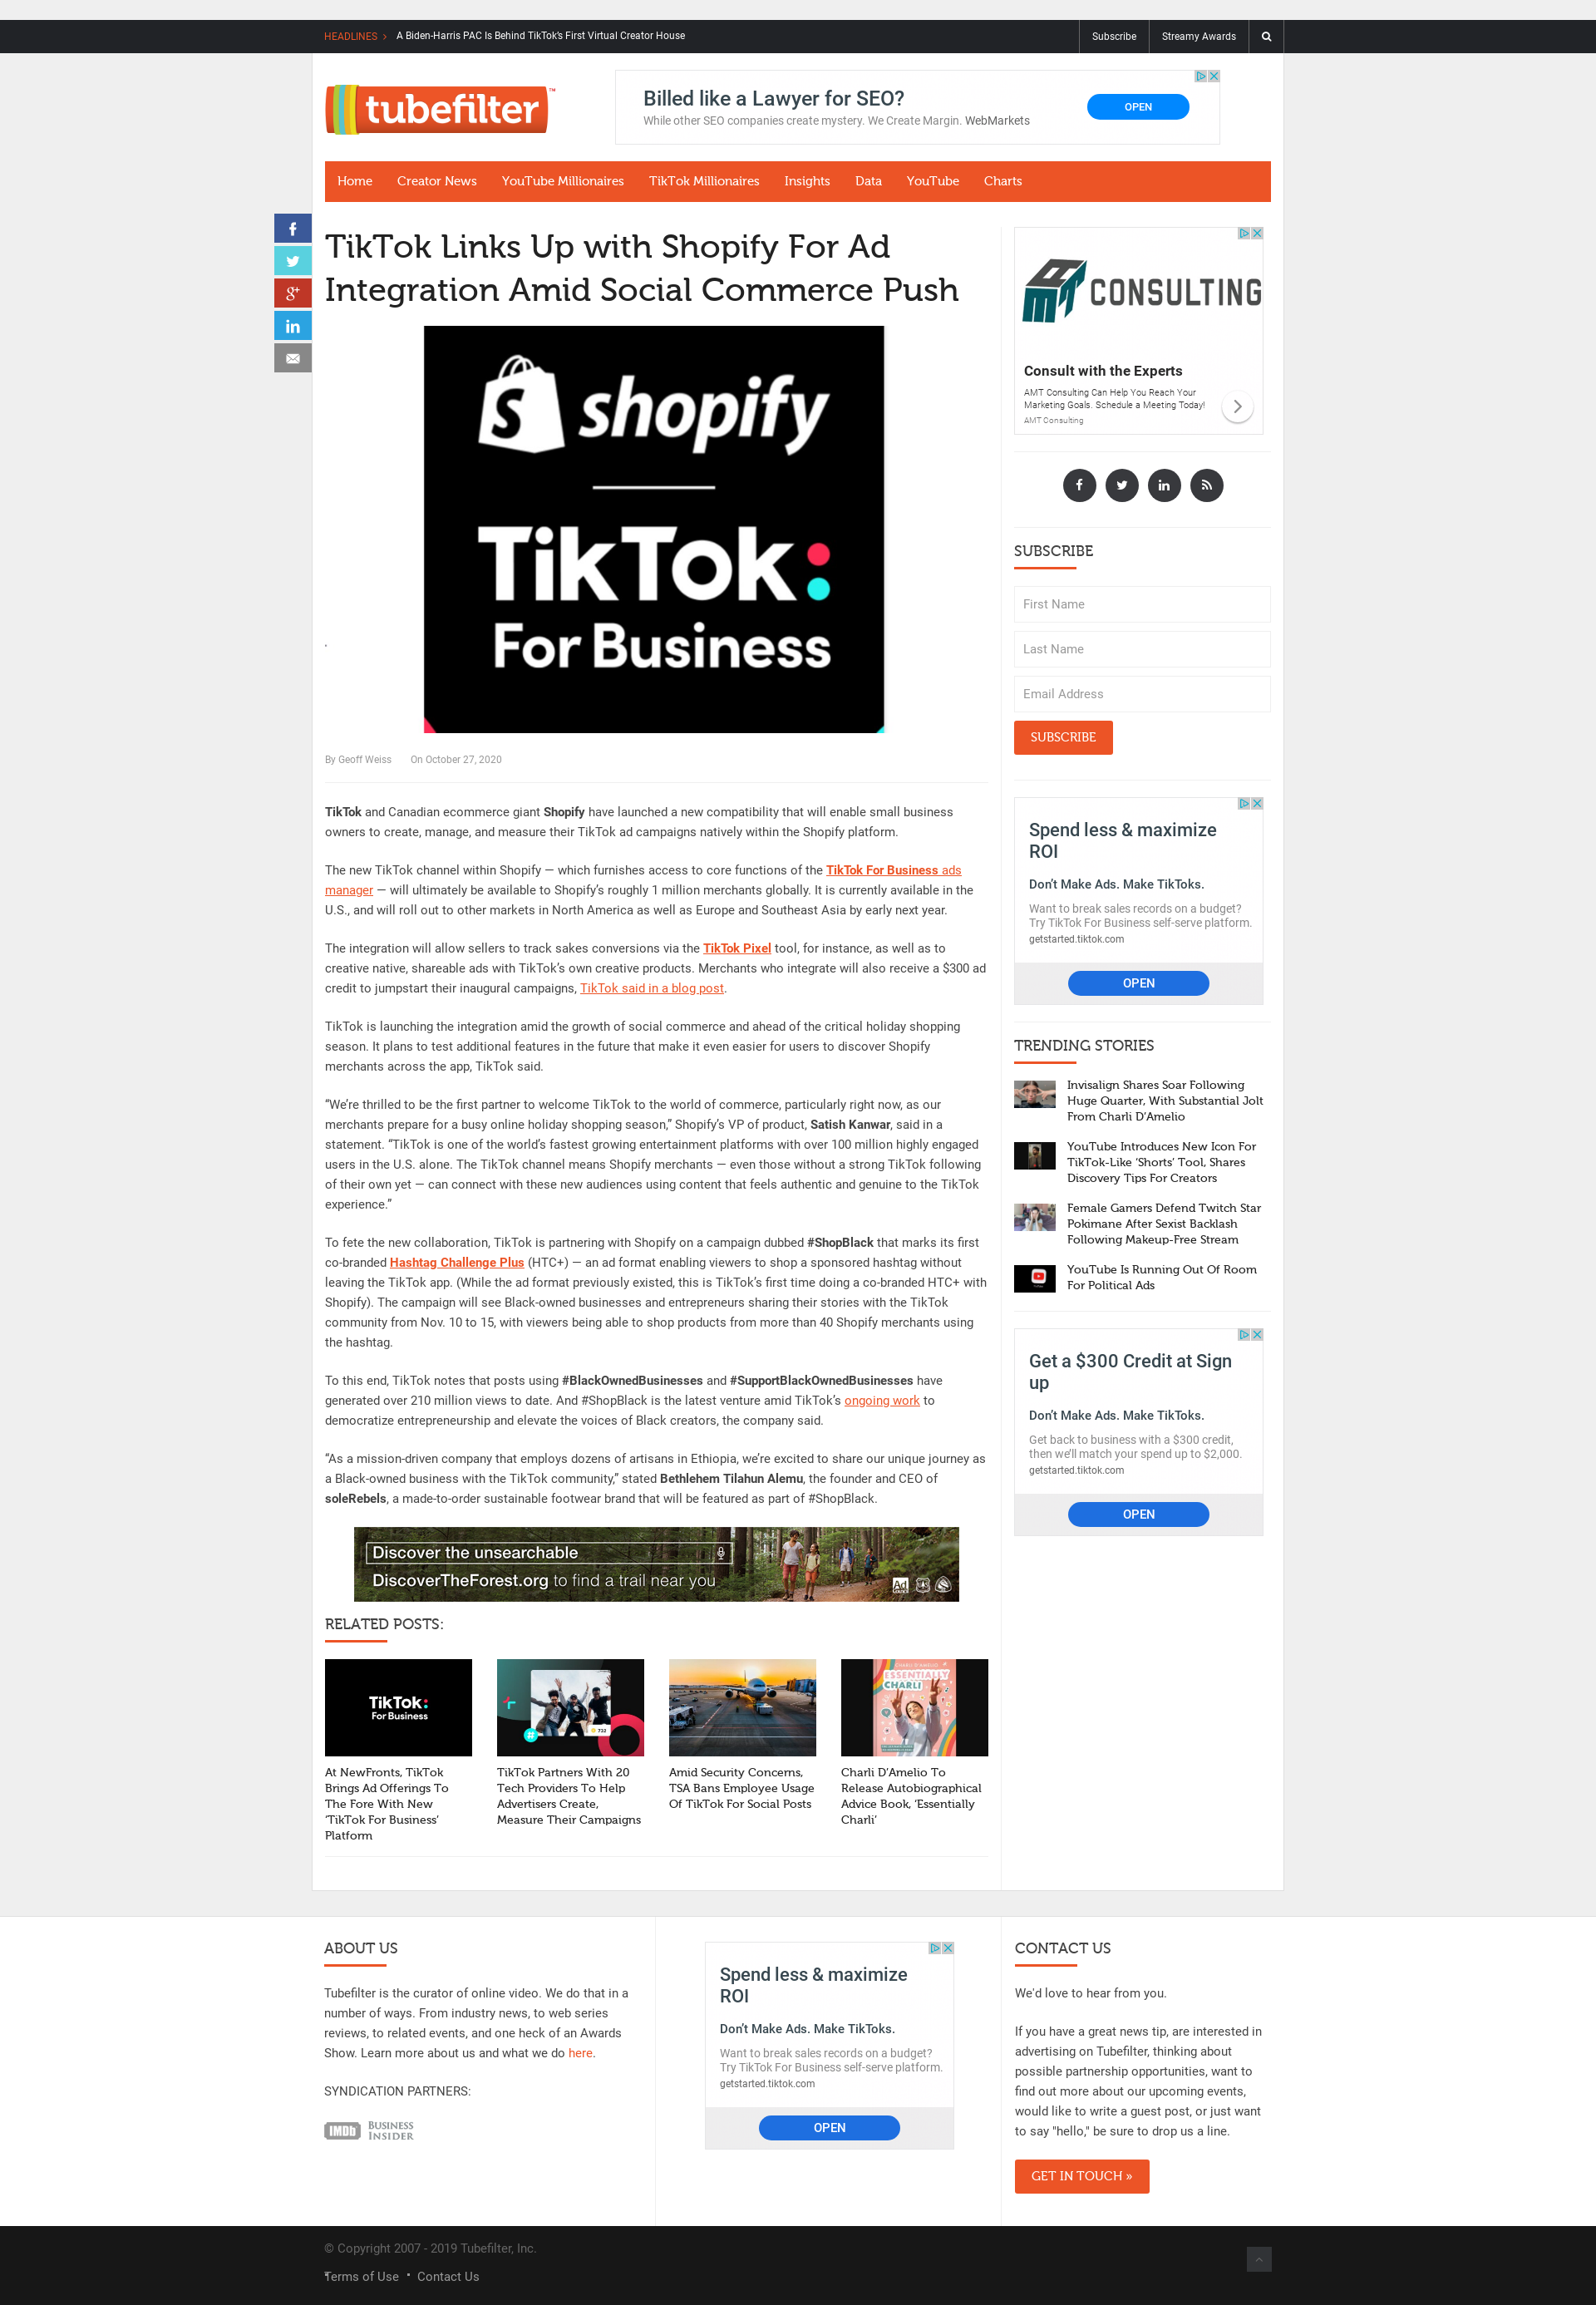 HEADLINES › A Biden-Harris PAC Is Behind TikTok's First Virtual Creator House
Subscribe
Streamy Awards
tubefilter™
Billed like a Lawyer for SEO?
While other SEO companies create mystery. We Create Margin. WebMarkets
OPEN
Home Creator News YouTube Millionaires TikTok Millionaires Insights Data YouTube Charts
TikTok Links Up with Shopify For Ad
Integration Amid Social Commerce Push
shopify
TikTok:
For Business
By Geoff Weiss On October 27, 2020
TikTok and Canadian ecommerce giant Shopify have launched a new compatibility that will enable small business
owners to create, manage, and measure their TikTok ad campaigns natively within the Shopify platform.
The new TikTok channel within Shopify — which furnishes access to core functions of the TikTok For Business ads
manager — will ultimately be available to Shopify's roughly 1 million merchants globally. It is currently available in the
U.S., and will roll out to other markets in North America as well as Europe and Southeast Asia by early next year.
The integration will allow sellers to track sakes conversions via the TikTok Pixel tool, for instance, as well as to
creative native, shareable ads with TikTok's own creative products. Merchants who integrate will also receive a $300 ad
credit to jumpstart their inaugural campaigns, TikTok said in a blog post.
TikTok is launching the integration amid the growth of social commerce and ahead of the critical holiday shopping
season. It plans to test additional features in the future that make it even easier for users to discover Shopify
merchants across the app, TikTok said.
“We're thrilled to be the first partner to welcome TikTok to the world of commerce, particularly right now, as our
merchants prepare for a busy online holiday shopping season,” Shopify's VP of product, Satish Kanwar, said in a
statement. “TikTok is one of the world's fastest growing entertainment platforms with over 100 million highly engaged
users in the U.S. alone. The TikTok channel means Shopify merchants — even those without a strong TikTok following
of their own yet — can connect with these new audiences using content that feels authentic and genuine to the TikTok
experience.”
To fete the new collaboration, TikTok is partnering with Shopify on a campaign dubbed #ShopBlack that marks its first
co-branded Hashtag Challenge Plus (HTC+) — an ad format enabling viewers to shop a sponsored hashtag without
leaving the TikTok app. (While the ad format previously existed, this is TikTok's first time doing a co-branded HTC+ with
Shopify). The campaign will see Black-owned businesses and entrepreneurs sharing their stories with the TikTok
community from Nov. 10 to 15, with viewers being able to shop products from more than 40 Shopify merchants using
the hashtag.
To this end, TikTok notes that posts using #BlackOwnedBusinesses and #SupportBlackOwnedBusinesses have
generated over 210 million views to date. And #ShopBlack is the latest venture amid TikTok's ongoing work to
democratize entrepreneurship and elevate the voices of Black creators, the company said.
“As a mission-driven company that employs dozens of artisans in Ethiopia, we're excited to share our unique journey as
a Black-owned business with the TikTok community,” stated Bethlehem Tilahun Alemu, the founder and CEO of
soleRebels, a made-to-order sustainable footwear brand that will be featured as part of #ShopBlack.
Discover the unsearchable
DiscoverTheForest.org to find a trail near you
Ad
RELATED POSTS:
TikTok:
For Business
At NewFronts, TikTok
Brings Ad Offerings To
The Fore With New
‘TikTok For Business’
Platform
TikTok Partners With 20
Tech Providers To Help
Advertisers Create,
Measure Their Campaigns
Amid Security Concerns,
TSA Bans Employee Usage
Of TikTok For Social Posts
CHARLI D'AMELIO
ESSENTIALLY
CHARLI
Charli D’Amelio To
Release Autobiographical
Advice Book, ‘Essentially
Charli’
AMT CONSULTING
Consult with the Experts
AMT Consulting Can Help You Reach Your
Marketing Goals. Schedule a Meeting Today!
AMT Consulting
SUBSCRIBE
First Name
Last Name
Email Address
SUBSCRIBE
Spend less & maximize
ROI
Don’t Make Ads. Make TikToks.
Want to break sales records on a budget?
Try TikTok For Business self-serve platform.
getstarted.tiktok.com
OPEN
TRENDING STORIES
Invisalign Shares Soar Following
Huge Quarter, With Substantial Jolt
From Charli D’Amelio
YouTube Introduces New Icon For
TikTok-Like ‘Shorts’ Tool, Shares
Discovery Tips For Creators
Female Gamers Defend Twitch Star
Pokimane After Sexist Backlash
Following Makeup-Free Stream
YouTube Is Running Out Of Room
For Political Ads
Get a $300 Credit at Sign
up
Don’t Make Ads. Make TikToks.
Get back to business with a $300 credit,
then we’ll match your spend up to $2,000.
getstarted.tiktok.com
OPEN
ABOUT US
Tubefilter is the curator of online video. We do that in a
number of ways. From industry news, to web series
reviews, to related events, and one heck of an Awards
Show. Learn more about us and what we do here.
SYNDICATION PARTNERS:
IMDb
BUSINESS
INSIDER
Spend less & maximize
ROI
Don’t Make Ads. Make TikToks.
Want to break sales records on a budget?
Try TikTok For Business self-serve platform.
getstarted.tiktok.com
OPEN
CONTACT US
We'd love to hear from you.
If you have a great news tip, are interested in
advertising on Tubefilter, thinking about
possible partnership opportunities, want to
find out more about our upcoming events,
would like to write a guest post, or just want
to say "hello," be sure to drop us a line.
GET IN TOUCH »
© Copyright 2007 - 2019 Tubefilter, Inc.
Terms of Use • Contact Us